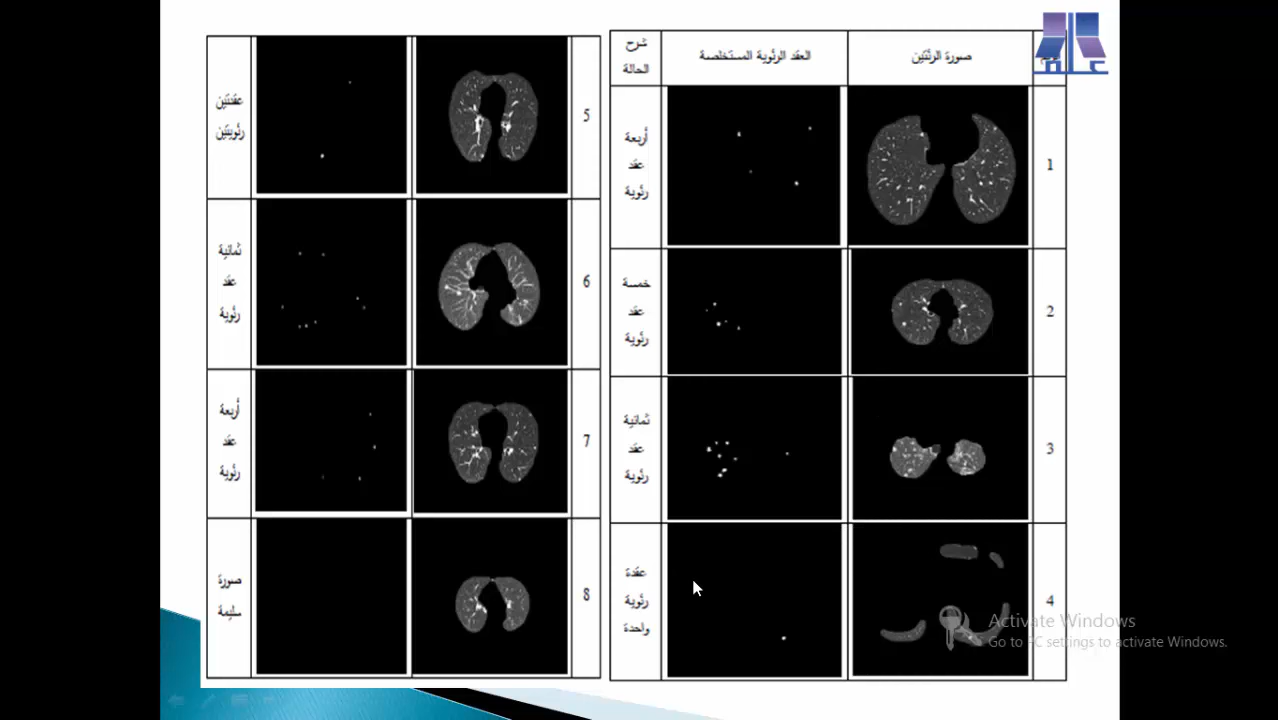 صورة الرئتين
العقد الرئوية المستخلصة
شرح
الحالة
1
أربعة
عقد
رئوية
2
خمسة
عقد
رئوية
3
ثمانية
عقد
رئوية
4
عقدة
رئوية
واحدة
5
عقدتين
رئويتين
6
ثمانية
عقد
رئوية
7
أربعة
عقد
رئوية
8
صورة
سليمة
Activate Windows
Go to PC settings to activate Windows.